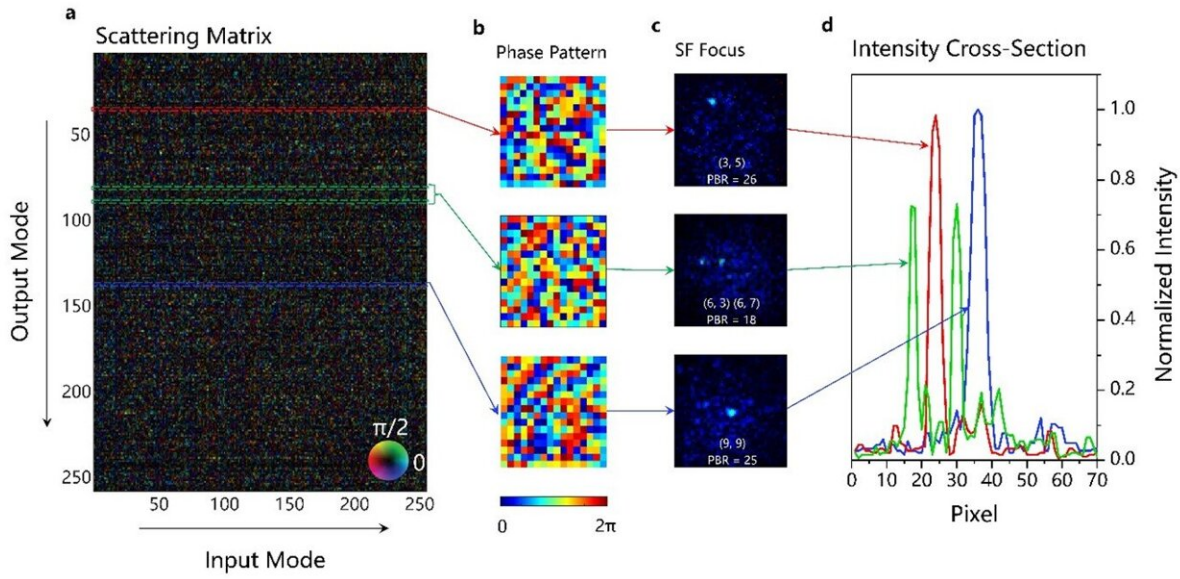 a
Scattering Matrix
50
100
150
200
250
Output Mode
π/2
0
50 100 150 200 250
Input Mode
b
Phase Pattern
0 2π
c
SF Focus
(3, 5)
PBR = 26
(6, 3) (6, 7)
PBR = 18
(9, 9)
PBR = 25
d
Intensity Cross-Section
1.0
0.8
0.6
0.4
0.2
0.0
Normalized Intensity
0 10 20 30 40 50 60 70
Pixel